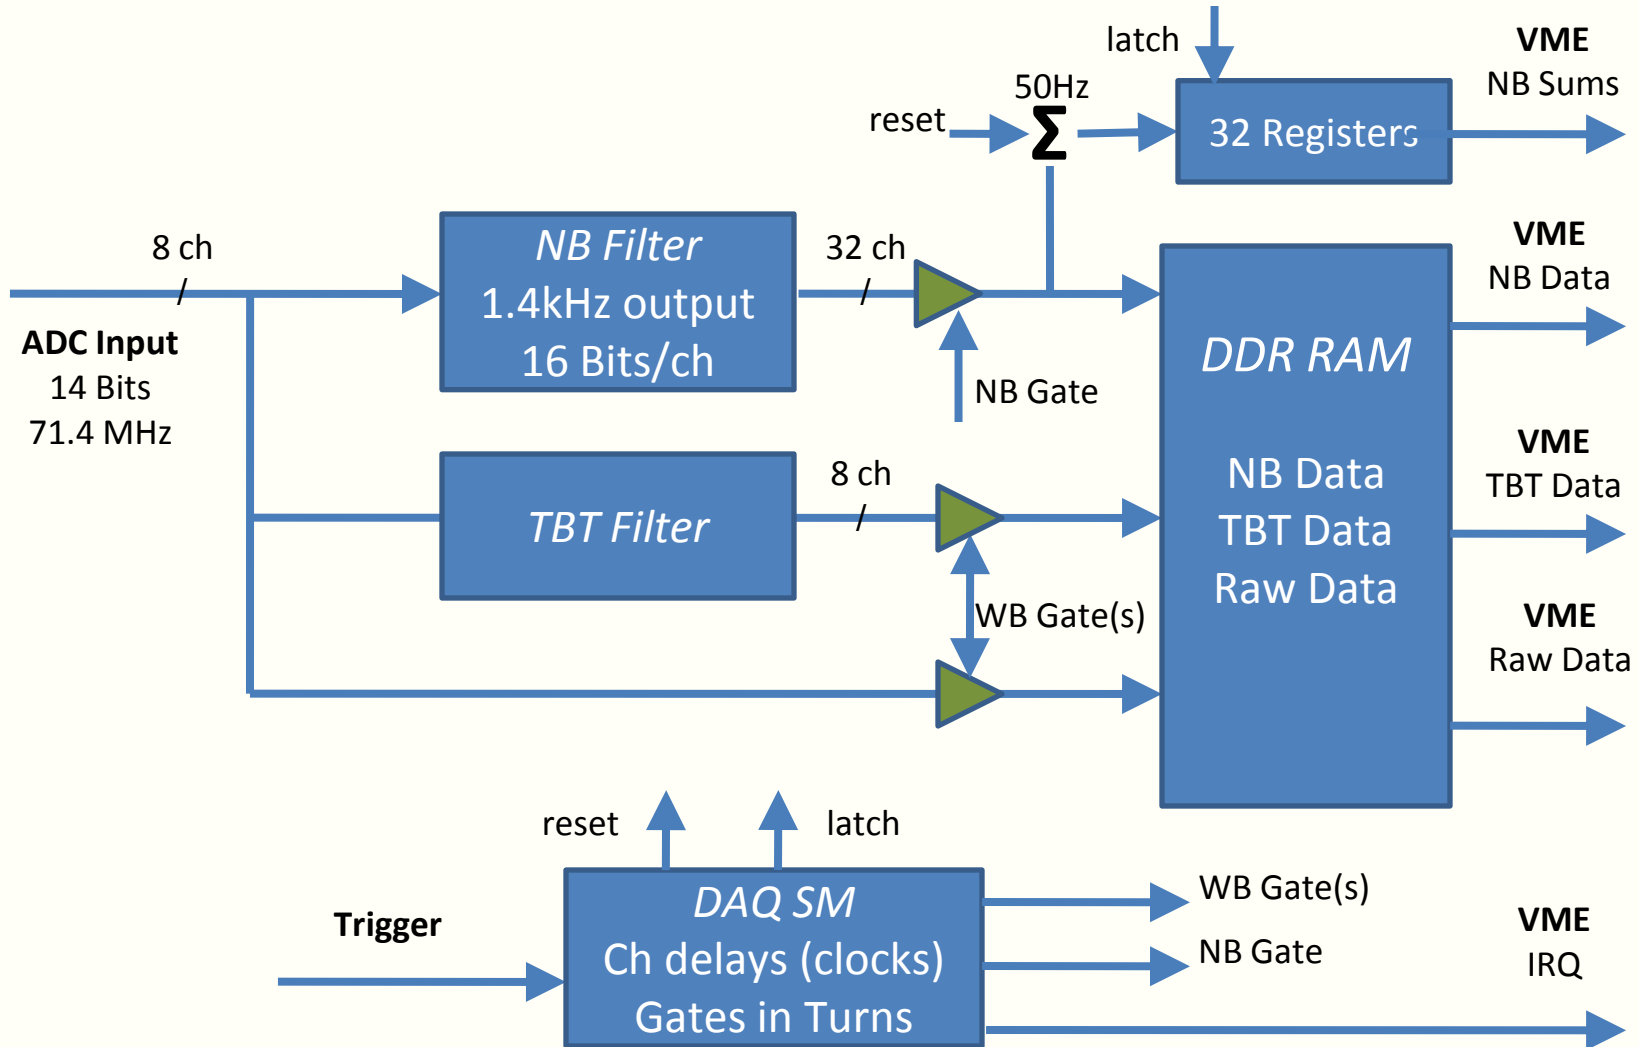 latch
VME
NB Sums
50Hz
reset
Σ
32 Registers
8 ch
NB Filter
1.4kHz output
16 Bits/ch
32 ch
VME
NB Data
ADC Input
14 Bits
71.4 MHz
NB Gate
DDR RAM
NB Data
TBT Data
Raw Data
TBT Filter
8 ch
VME
TBT Data
WB Gate(s)
VME
Raw Data
reset
latch
Trigger
DAQ SM
Ch delays (clocks)
Gates in Turns
WB Gate(s)
NB Gate
VME
IRQ